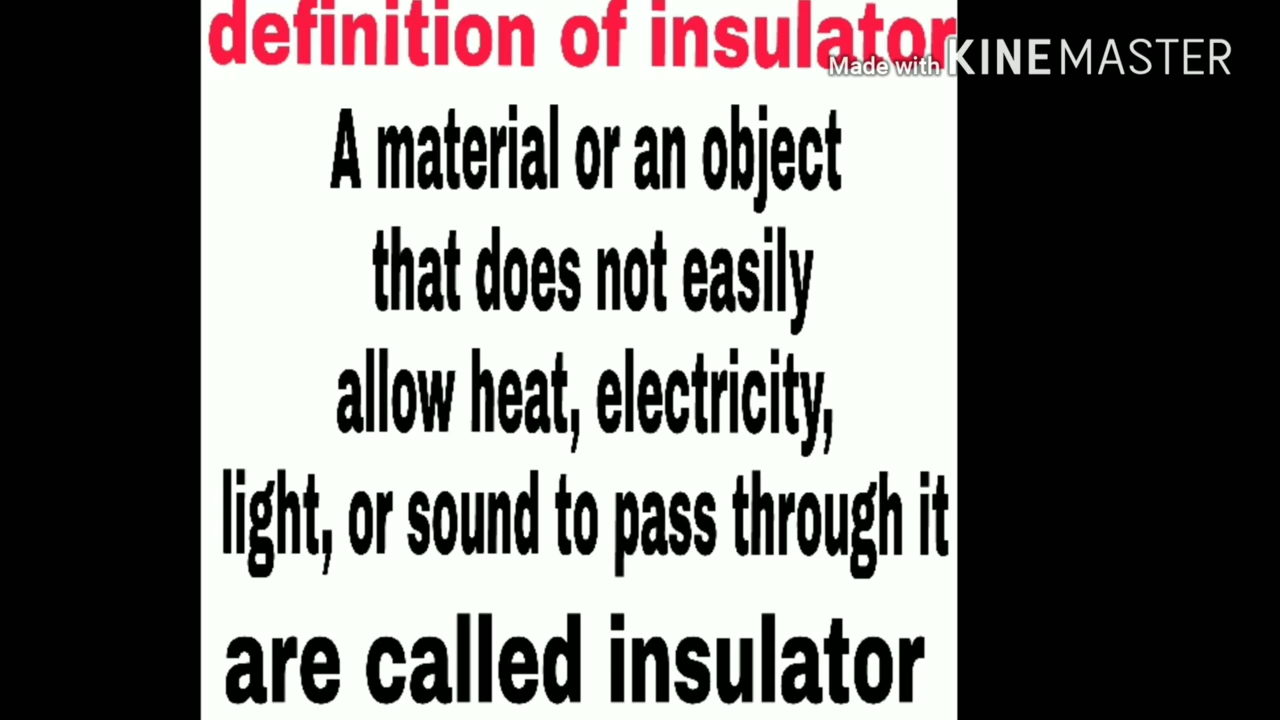 definition of insulator
Made with KINEMASTER
A material or an object
that does not easily
allow heat, electricity,
light, or sound to pass through it
are called insulator